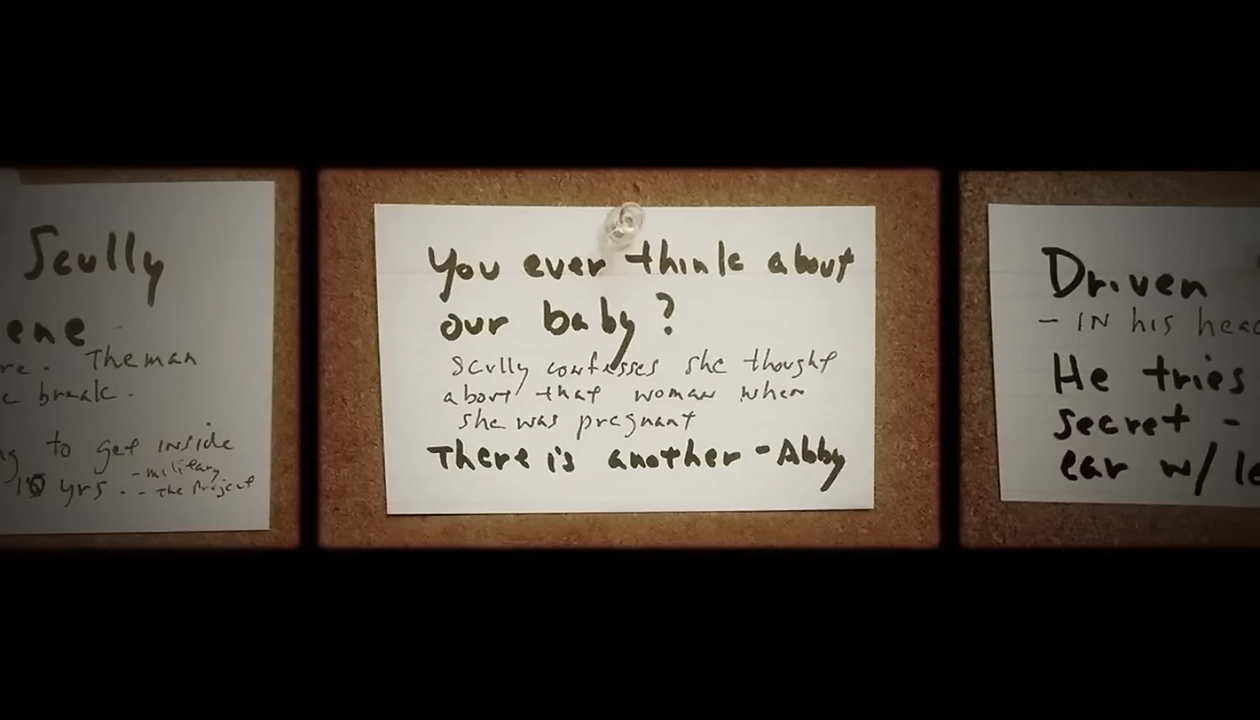 Scully
ene
re. The man
c break.
g to get inside
- military
yrs. - The Project
You ever think about
our baby?
Scully confesses she thought
about that woman when
she was pregnant
There is another - Abby
Driven
- IN his head
He tries
secret -
ear w/